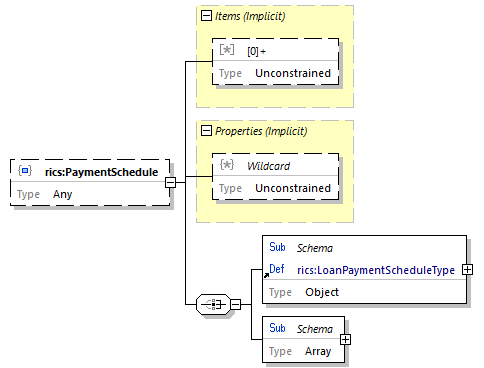 Items (Implicit)
[0]+
Type Unconstrained
Properties (Implicit)
Wildcard
Type Unconstrained
rics:PaymentSchedule
Type Any
Sub Schema
Def rics:LoanPaymentScheduleType
Type Object
Sub Schema
Type Array